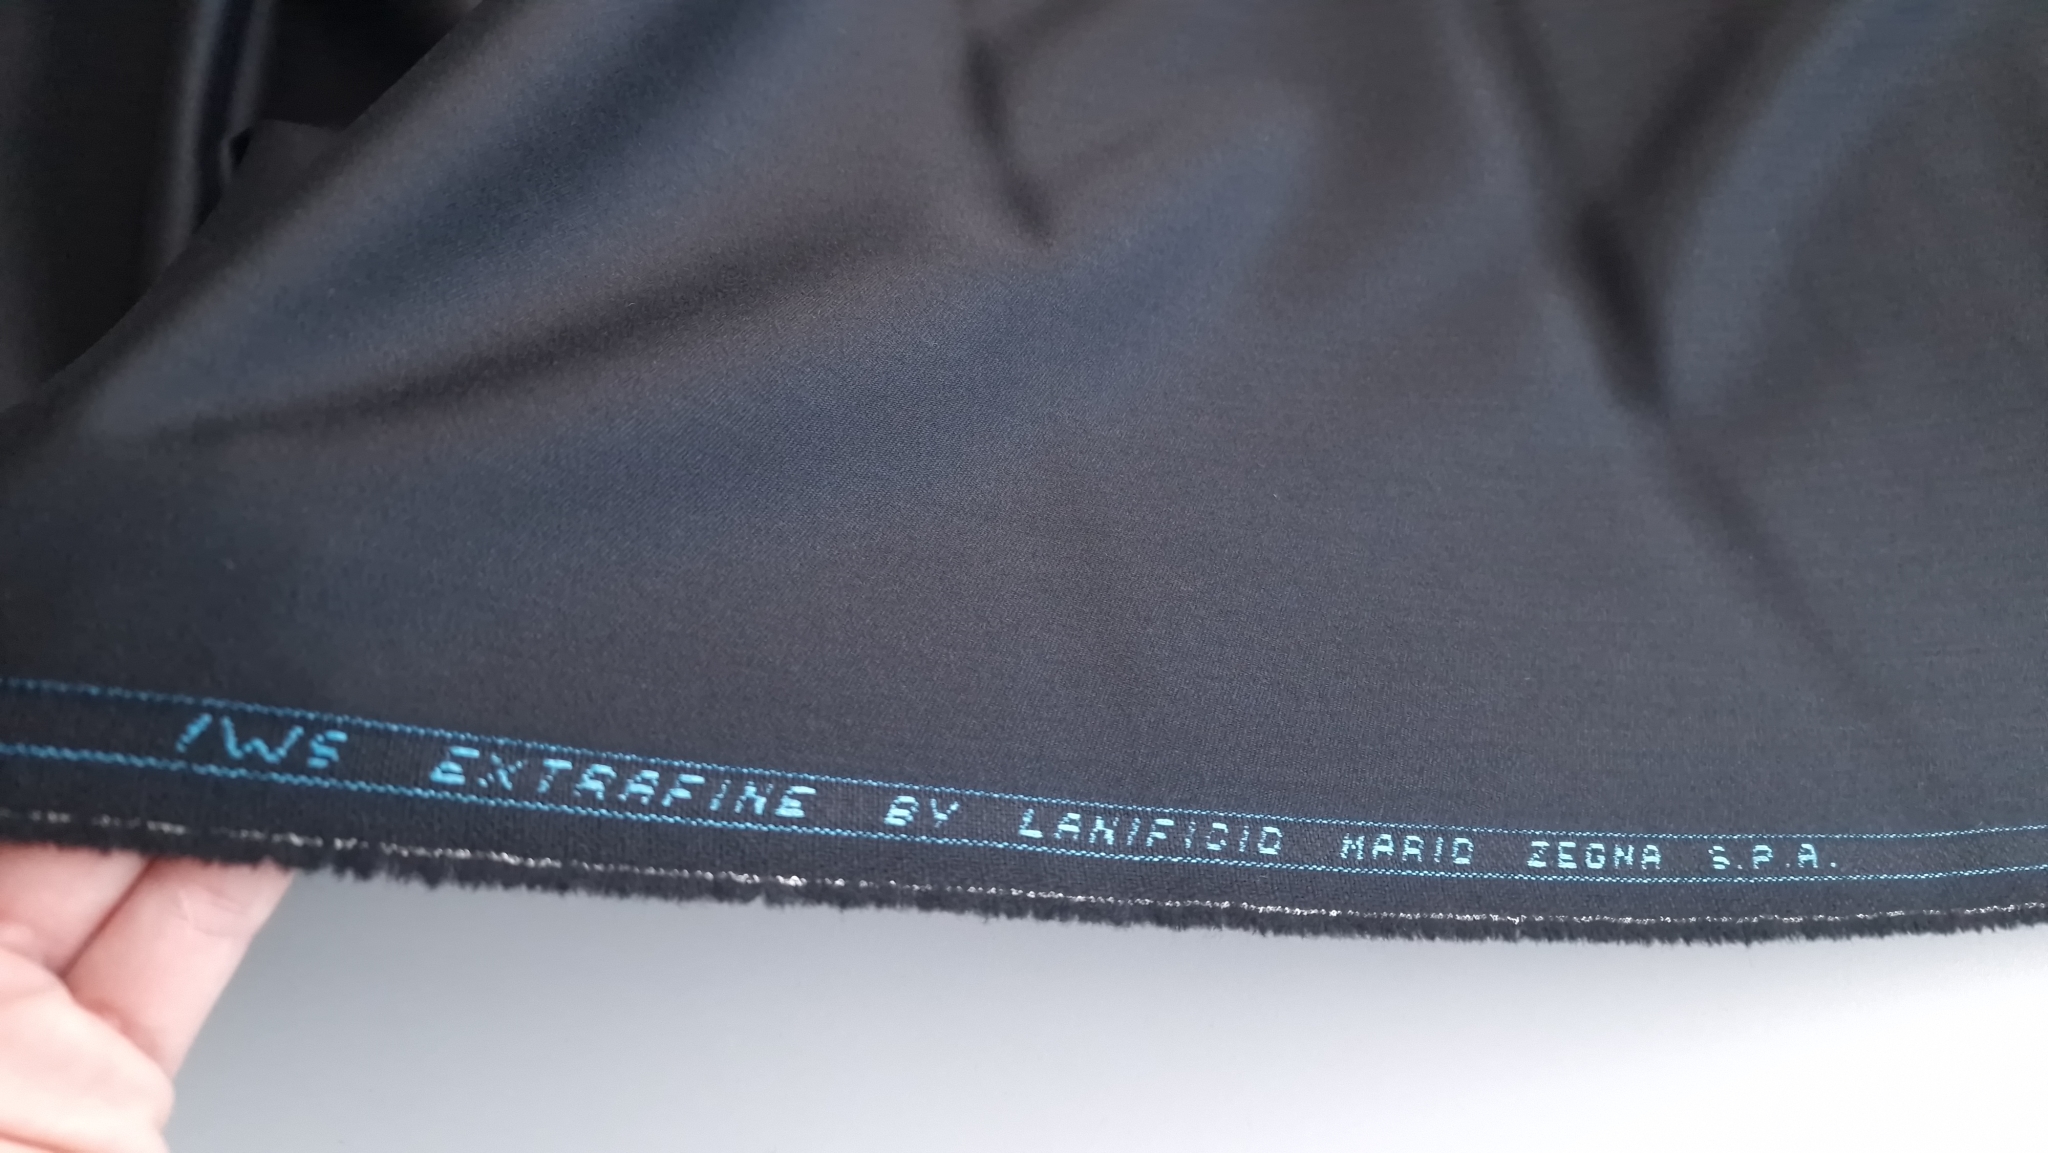 IWS EXTRAFINE BY LANIFICIO MARIO ZEGNA S.P.A.